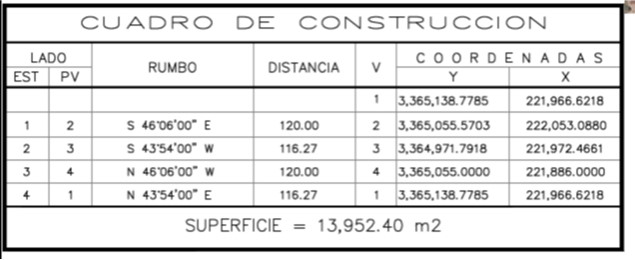 CUADRO DE CONSTRUCCION
LADO RUMBO DISTANCIA V COORDENADAS
EST PV Y X
1 3,365,138.7785 221,966.6218
1 2 S 46°06'00" E 120.00 2 3,365,055.5703 222,053.0880
2 3 S 43°54'00" W 116.27 3 3,364,971.7918 221,972.4661
3 4 N 46°06'00" W 120.00 4 3,365,055.0000 221,886.0000
4 1 N 43°54'00" E 116.27 1 3,365,138.7785 221,966.6218
SUPERFICIE = 13,952.40 m2